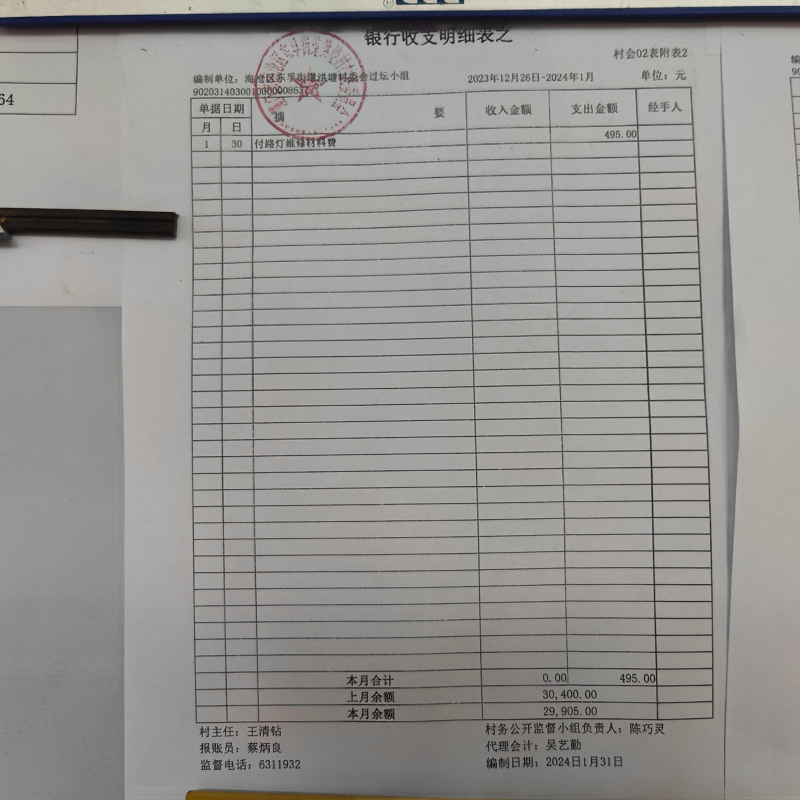 银行收支明细表之
村会02表附表2
编制单位：海沧区东孚街道洪塘村委会过坛小组 2023年12月26日-2024年1月 单位：元
单据日期 摘 要 收入金额 支出金额 经手人
月 日
1 30 付路灯维修材料费 495.00
本月合计 0.00 495.00
上月余额 30,400.00
本月余额 29,905.00
村主任：王清钻 村务公开监督小组负责人：陈巧灵
报账员：蔡炳良 代理会计：吴艺勤
监督电话：6311932 编制日期：2024日1月31日
64